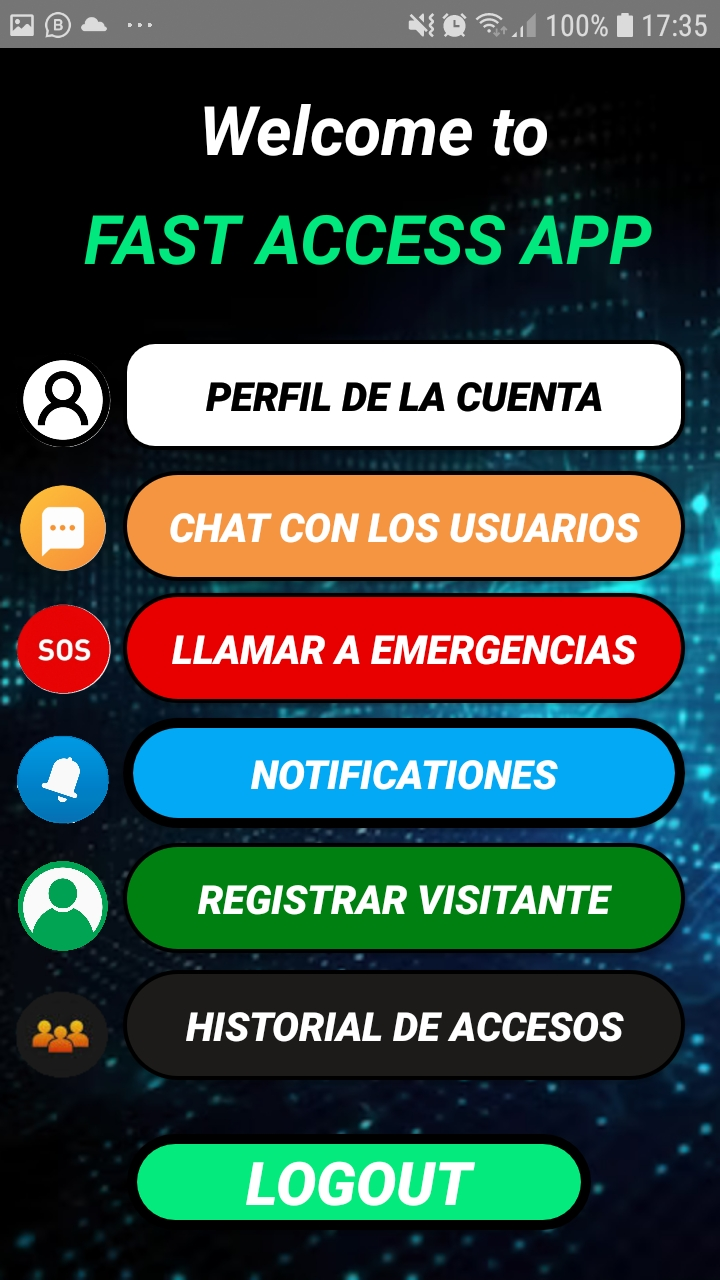 100% 17:35
Welcome to
FAST ACCESS APP
PERFIL DE LA CUENTA
CHAT CON LOS USUARIOS
SOS LLAMAR A EMERGENCIAS
NOTIFICATIONES
REGISTRAR VISITANTE
HISTORIAL DE ACCESOS
LOGOUT